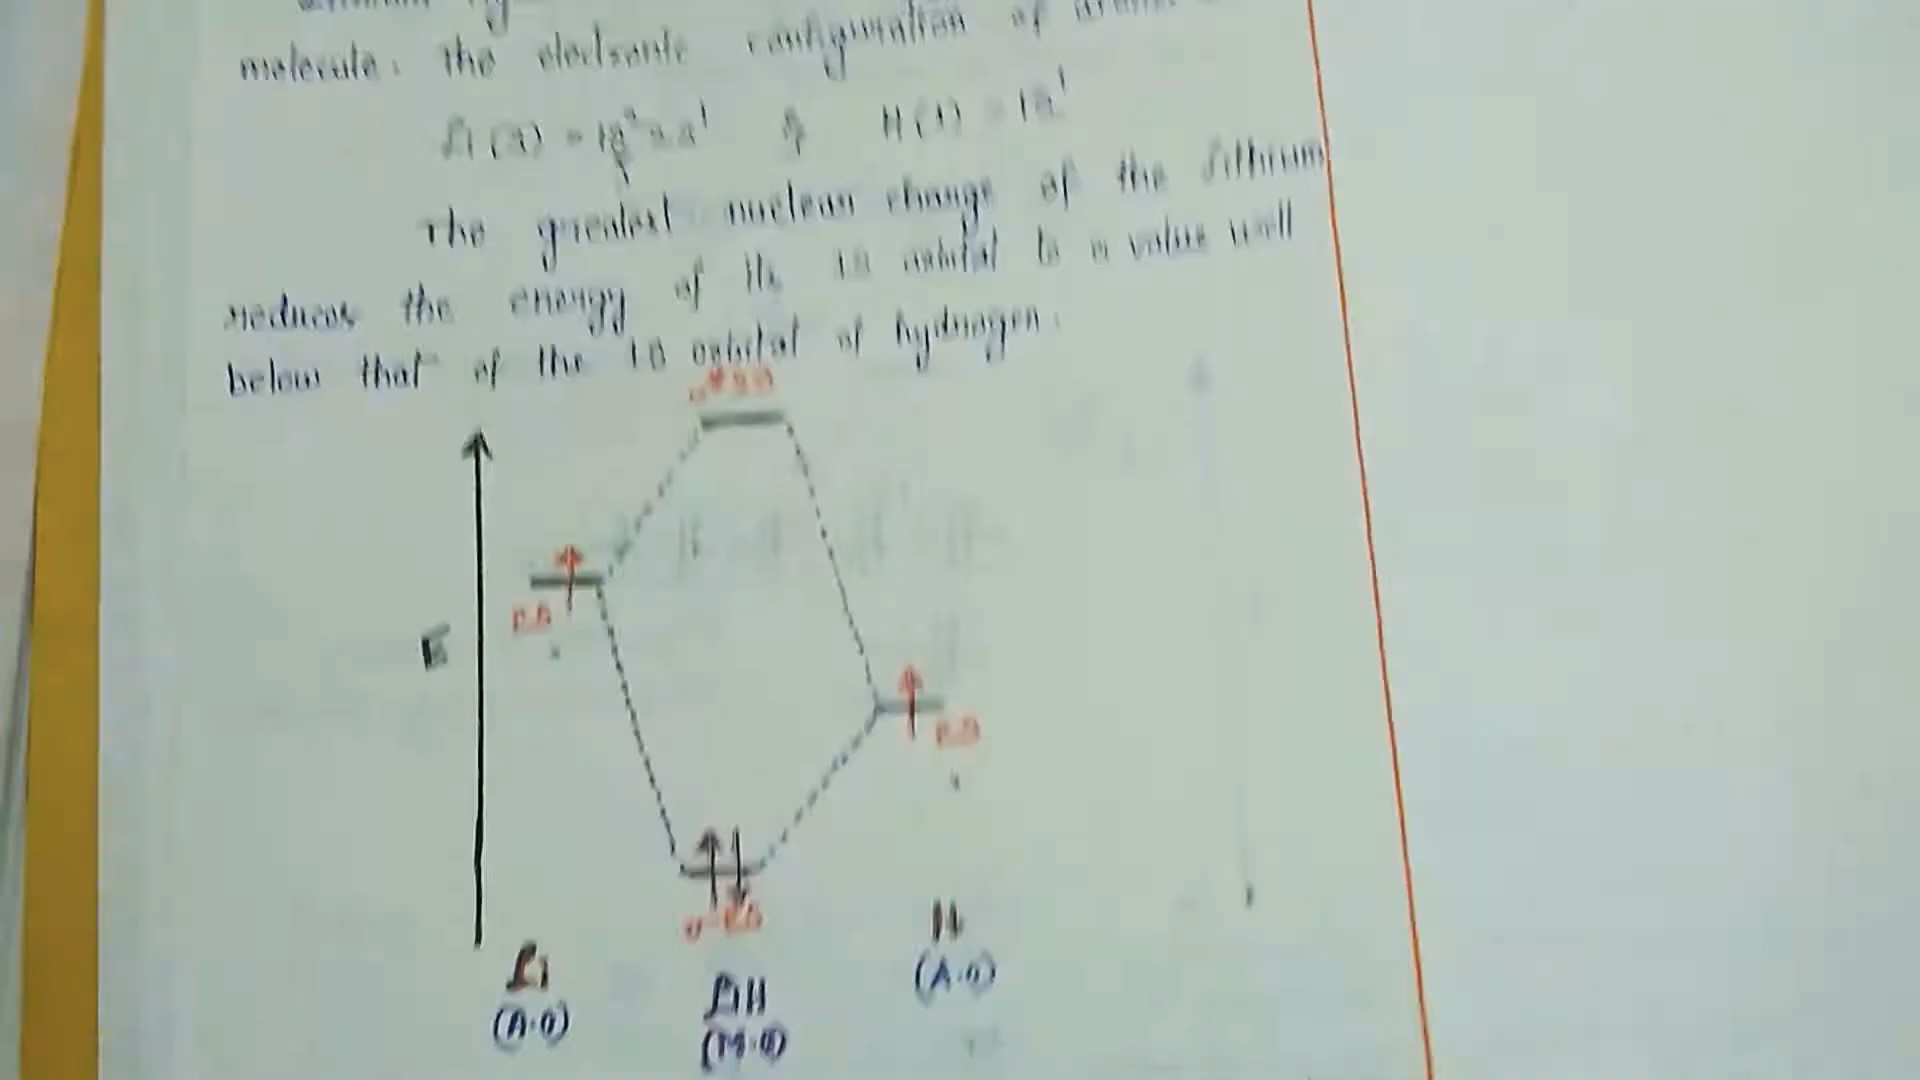 molecule. The electronic configuration of
Li (3) = 1s² 2s¹ & H (1) = 1s¹
The greatest nuclear charge of the Lithium
reduces the energy of its 1s orbital to a value well
below that of the 1s orbital of hydrogen.
σ*
E
σ
Li
(A.O)
LiH
(M.O)
H
(A.O)